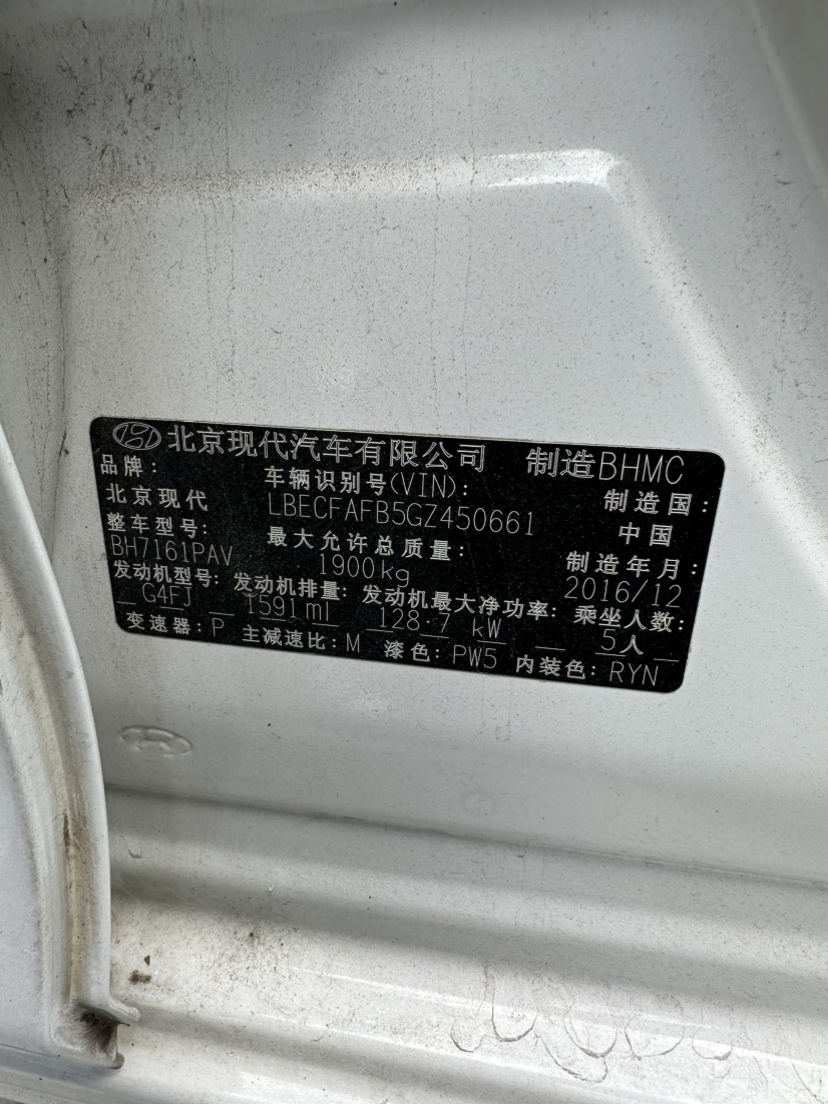 北京现代汽车有限公司 制造BHMC
品牌: 车辆识别号(VIN): 制造国:
北京现代 LBECFAFB5GZ450661 中国
整车型号: 最大允许总质量: 制造年月:
BH7161PAV 1900kg 2016/12
发动机型号: 发动机排量: 发动机最大净功率: 乘坐人数:
G4FJ 1591ml 128.7 kW 5人
变速器: P 主减速比: M 漆色: PW5 内装色: RYN